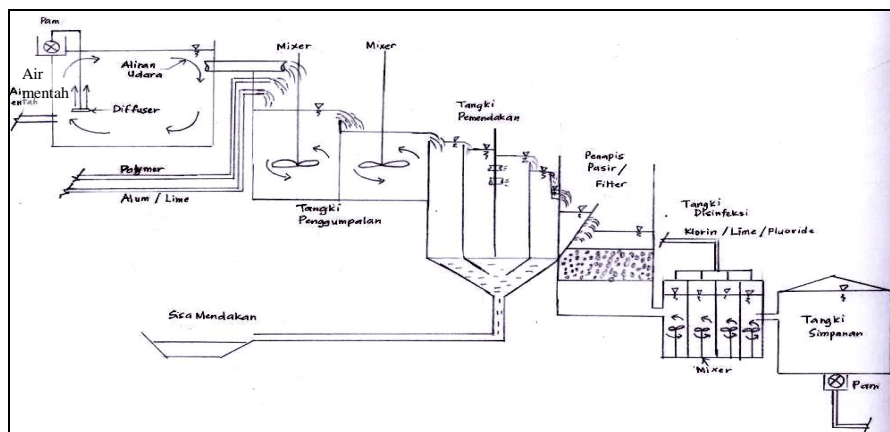 Pam
Aliran
Udara
Air
mentah
Diffuser
Polymer
Alum / Lime
Mixer
Mixer
Tangki
Penggumpalan
Tangki
Pemendakan
Penapis
Pasir /
Filter
Tangki
Disinfeksi
Klorin / Lime / Fluoride
Sisa Mendakan
Mixer
Tangki
Simpanan
Pam